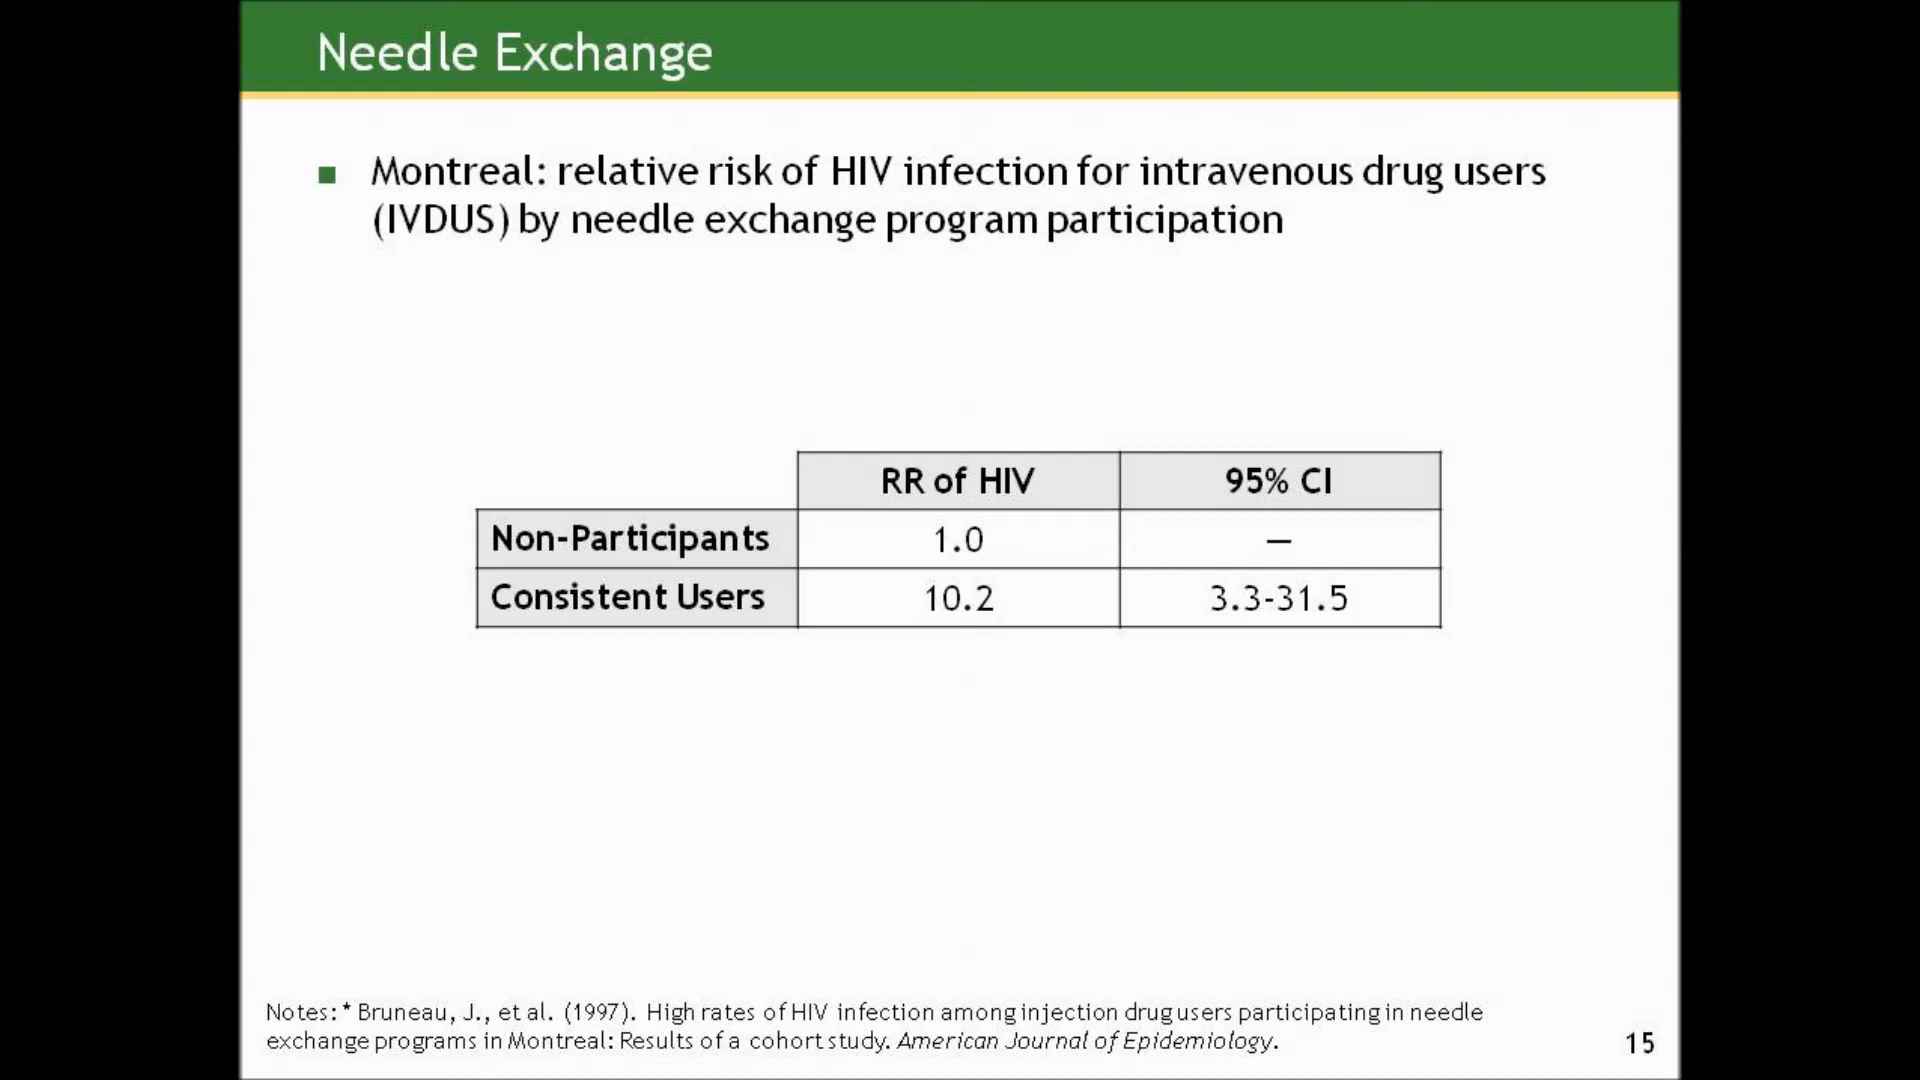 Needle Exchange
■ Montreal: relative risk of HIV infection for intravenous drug users
(IVDUS) by needle exchange program participation
RR of HIV 95% CI
Non-Participants 1.0 —
Consistent Users 10.2 3.3-31.5
Notes: * Bruneau, J., et al. (1997). High rates of HIV infection among injection drug users participating in needle
exchange programs in Montreal: Results of a cohort study. American Journal of Epidemiology.
15